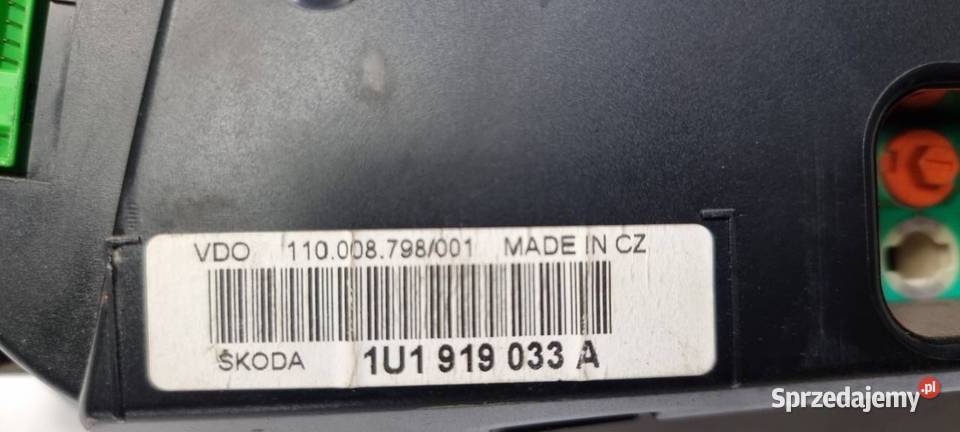 VDO 110.008.798/001 MADE IN CZ
ŠKODA 1U1 919 033 A
Sprzedajemy.pl